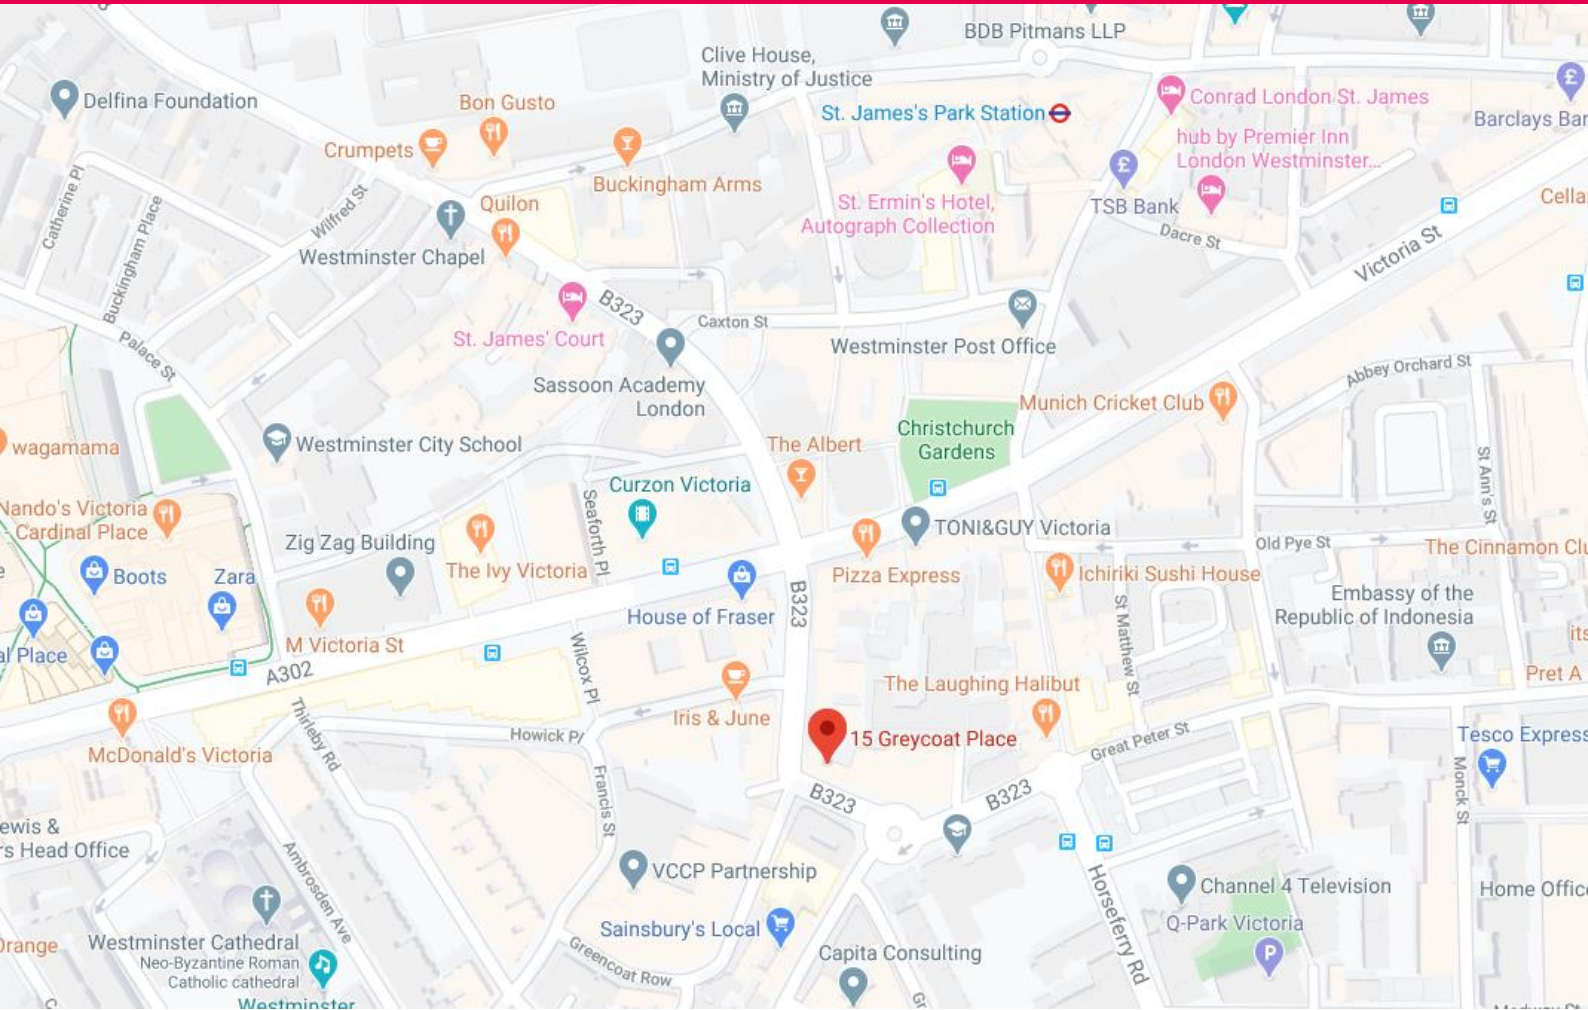 BDB Pitmans LLP
Clive House,
Ministry of Justice
Delfina Foundation
Bon Gusto
St. James's Park Station
Conrad London St. James
Barclays Ban
hub by Premier Inn
London Westminster...
Crumpets
Buckingham Arms
St. Ermin's Hotel,
Autograph Collection
TSB Bank
Cella
Catherine Pl
Buckingham Place
Wilfred St
Quilon
Westminster Chapel
Dacre St
Victoria St
B323
Caxton St
St. James' Court
Westminster Post Office
Palace St
Sassoon Academy
London
Abbey Orchard St
Munich Cricket Club
Christchurch
Gardens
wagamama
Westminster City School
The Albert
St Ann's St
Curzon Victoria
Seaforth Pl
Nando's Victoria
Cardinal Place
TONI&GUY Victoria
Zig Zag Building
Old Pye St
The Cinnamon Clu
Boots
Zara
The Ivy Victoria
Pizza Express
Ichiriki Sushi House
Embassy of the
Republic of Indonesia
House of Fraser
B323
St Matthew St
its
al Place
M Victoria St
A302
Wilcox Pl
Pret A
The Laughing Halibut
Iris & June
Thirleby Rd
Howick Pl
15 Greycoat Place
Great Peter St
Tesco Express
McDonald's Victoria
Francis St
B323
B323
Monck St
ewis &
rs Head Office
Ambrosden Ave
VCCP Partnership
Horseferry Rd
Channel 4 Television
Home Office
Q-Park Victoria
P
Sainsbury's Local
Westminster Cathedral
Neo-Byzantine Roman
Catholic cathedral
Orange
Greencoat Row
Capita Consulting
Gr
Westminster